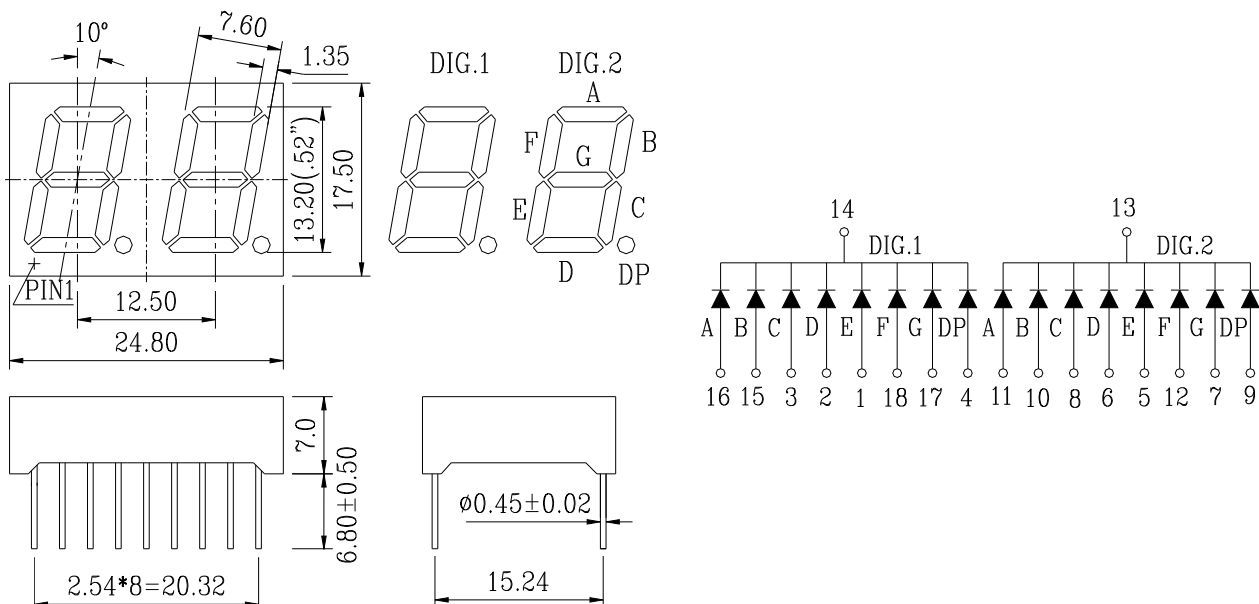 10°
7.60
1.35
DIG.1
DIG.2
A
F
B
G
E
C
D
DP
13.20(.52")
17.50
PIN1
12.50
24.80
14
13
DIG.1
DIG.2
A B C D E F G DP A B C D E F G DP
16 15 3 2 1 18 17 4 11 10 8 6 5 12 7 9
7.0
6.80±0.50
2.54*8=20.32
ø0.45±0.02
15.24